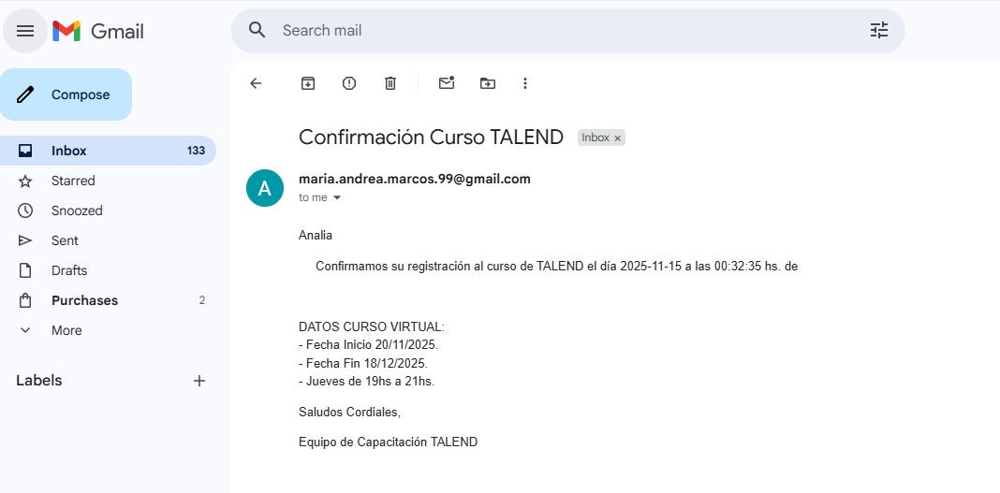 Gmail
Search mail
Compose
Inbox 133
Starred
Snoozed
Sent
Drafts
Purchases 2
More
Labels
Confirmación Curso TALEND Inbox ×
A
maria.andrea.marcos.99@gmail.com
to me
Analia
Confirmamos su registración al curso de TALEND el día 2025-11-15 a las 00:32:35 hs. de
DATOS CURSO VIRTUAL:
- Fecha Inicio 20/11/2025.
- Fecha Fin 18/12/2025.
- Jueves de 19hs a 21hs.
Saludos Cordiales,
Equipo de Capacitación TALEND